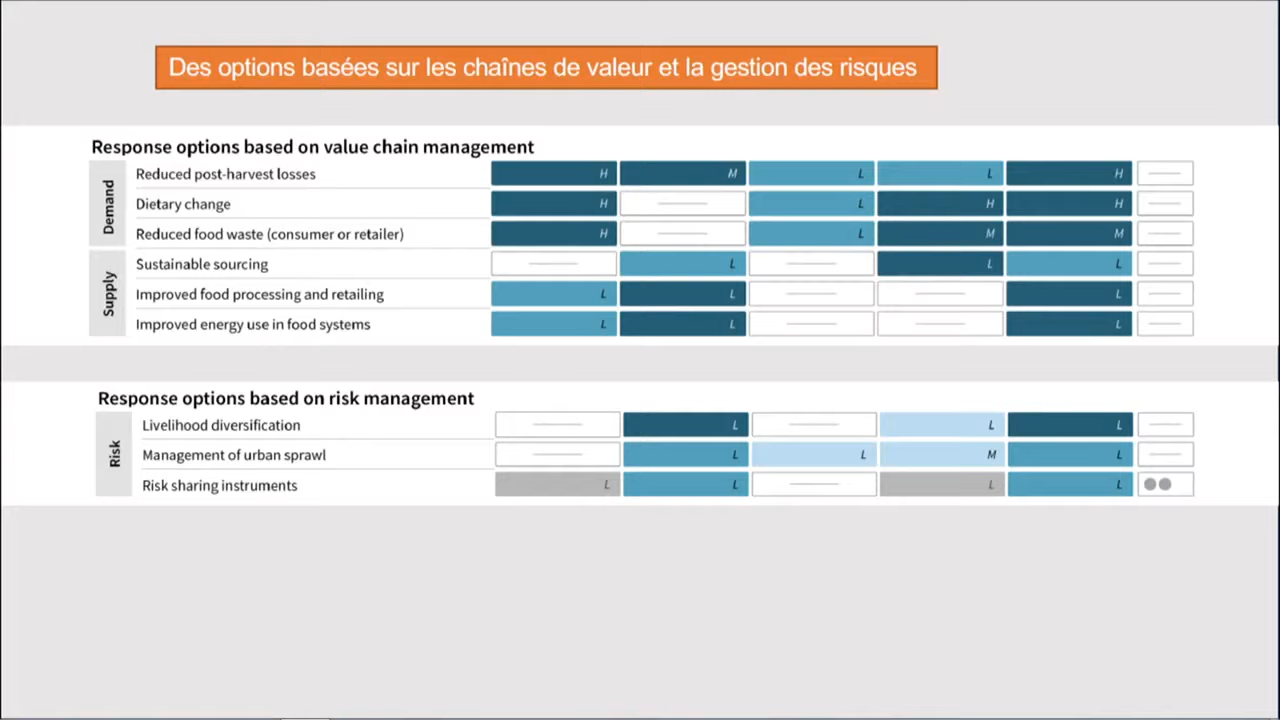 Des options basées sur les chaînes de valeur et la gestion des risques
Response options based on value chain management
Demand
Reduced post-harvest losses H M L L H
Dietary change H L H H
Reduced food waste (consumer or retailer) H L M M
Supply
Sustainable sourcing L L L
Improved food processing and retailing L L L
Improved energy use in food systems L L L
Response options based on risk management
Risk
Livelihood diversification L L L
Management of urban sprawl L L M L
Risk sharing instruments L L L L